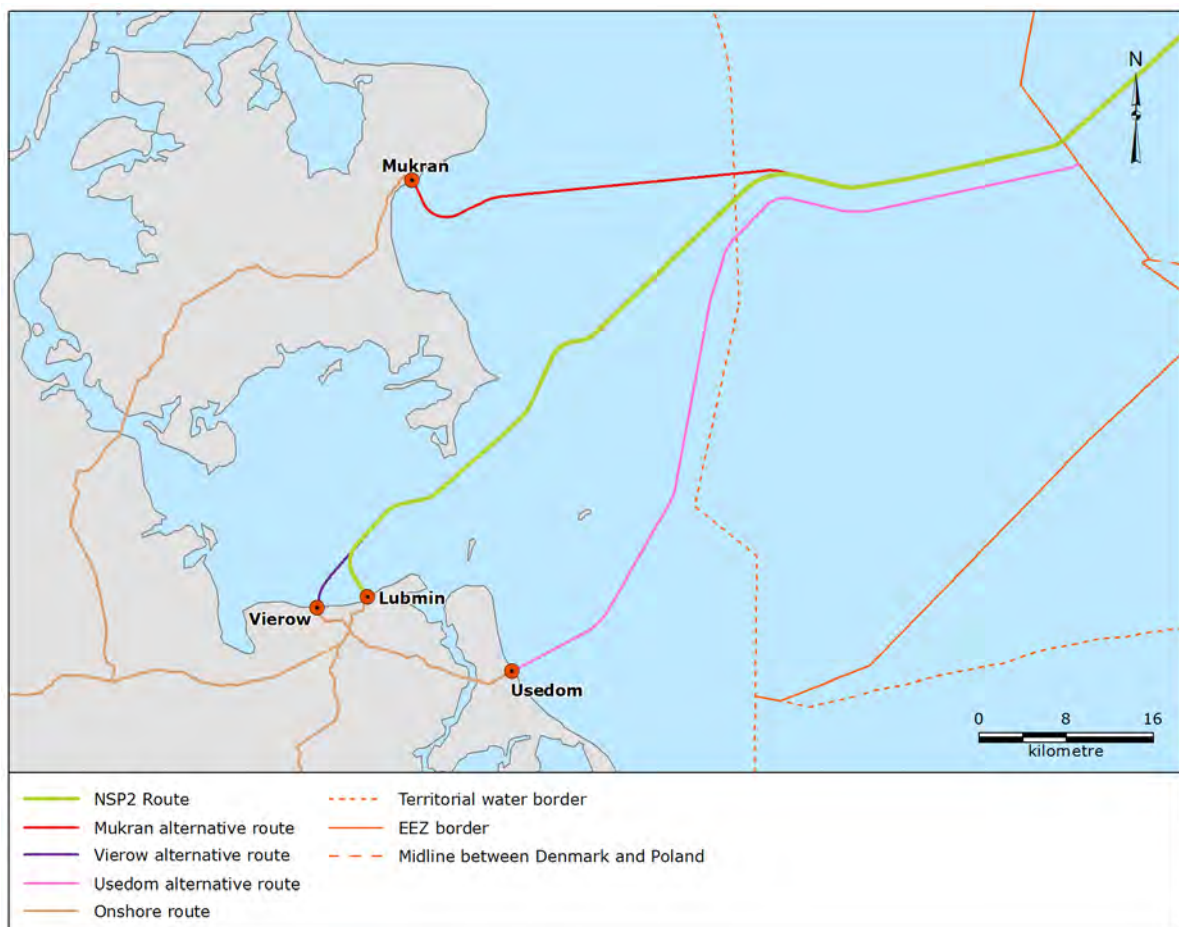 N
Mukran
Lubmin
Vierow
Usedom
0 8 16
kilometre
NSP2 Route
Mukran alternative route
Vierow alternative route
Usedom alternative route
Onshore route
Territorial water border
EEZ border
Midline between Denmark and Poland